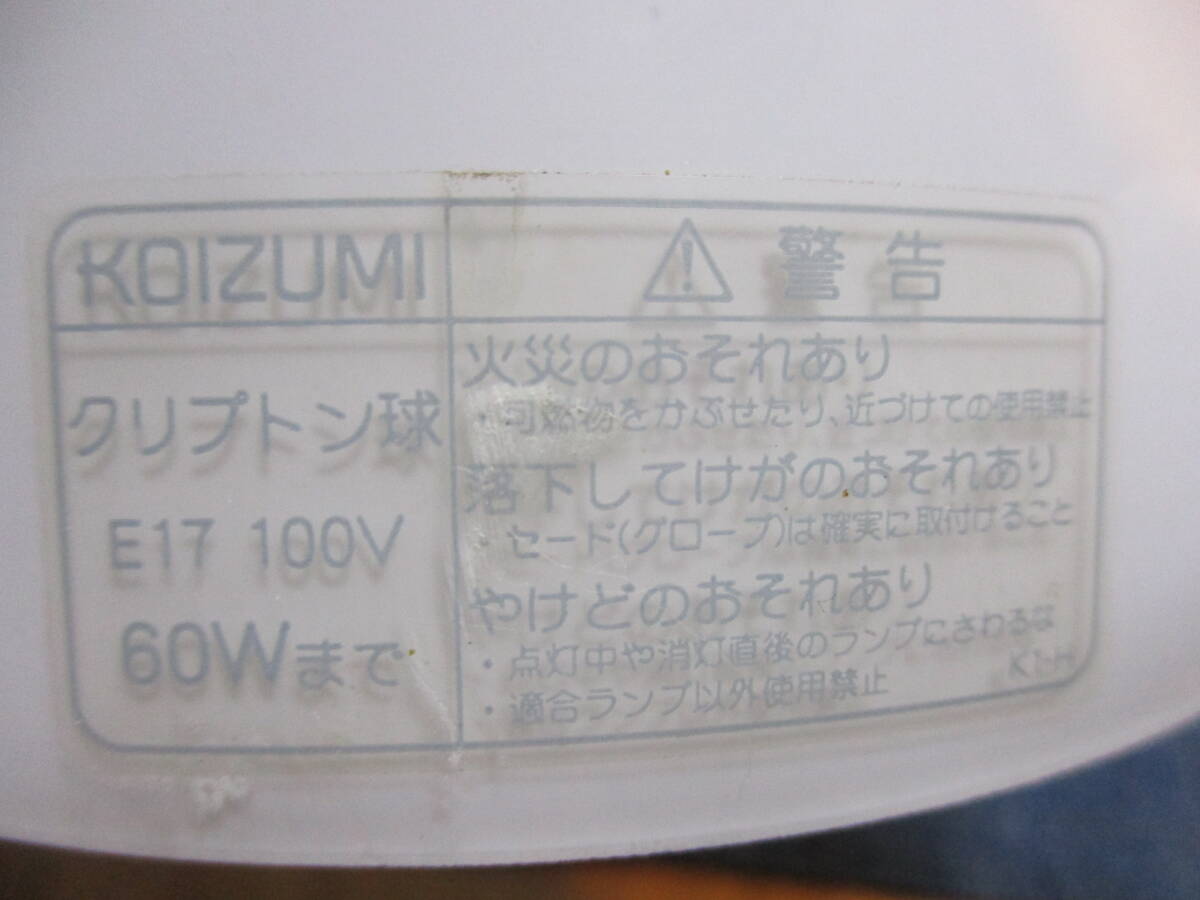 KOIZUMI
クリプトン球
E17 100V
60Wまで
警告
火災のおそれあり
・可燃物をかぶせたり、近づけての使用禁止
落下してけがのおそれあり
・セード(グローブ)は確実に取付けること
やけどのおそれあり
・点灯中や消灯直後のランプにさわるな
・適合ランプ以外使用禁止
K1-H